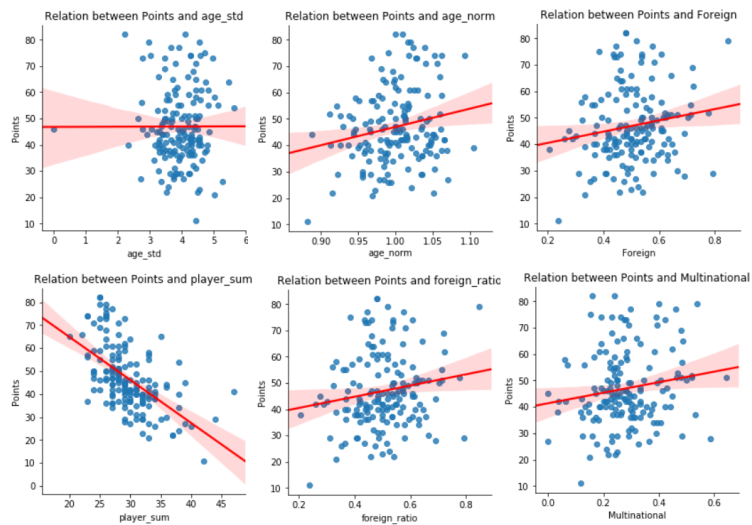 Relation between Points and age_std
80
70
60
50
40
30
20
10
Points
0 1 2 3 4 5 6
age_std
Relation between Points and age_norm
80
70
60
50
40
30
20
10
Points
0.90 0.95 1.00 1.05 1.10
age_norm
Relation between Points and Foreign
80
70
60
50
40
30
20
10
Points
0.2 0.4 0.6 0.8
Foreign
Relation between Points and player_sum
80
70
60
50
40
30
20
10
0
Points
20 25 30 35 40 45
player_sum
Relation between Points and foreign_ratio
80
70
60
50
40
30
20
10
Points
0.2 0.4 0.6 0.8
foreign_ratio
Relation between Points and Multinational
80
70
60
50
40
30
20
10
Points
0.0 0.2 0.4 0.6
Multinational